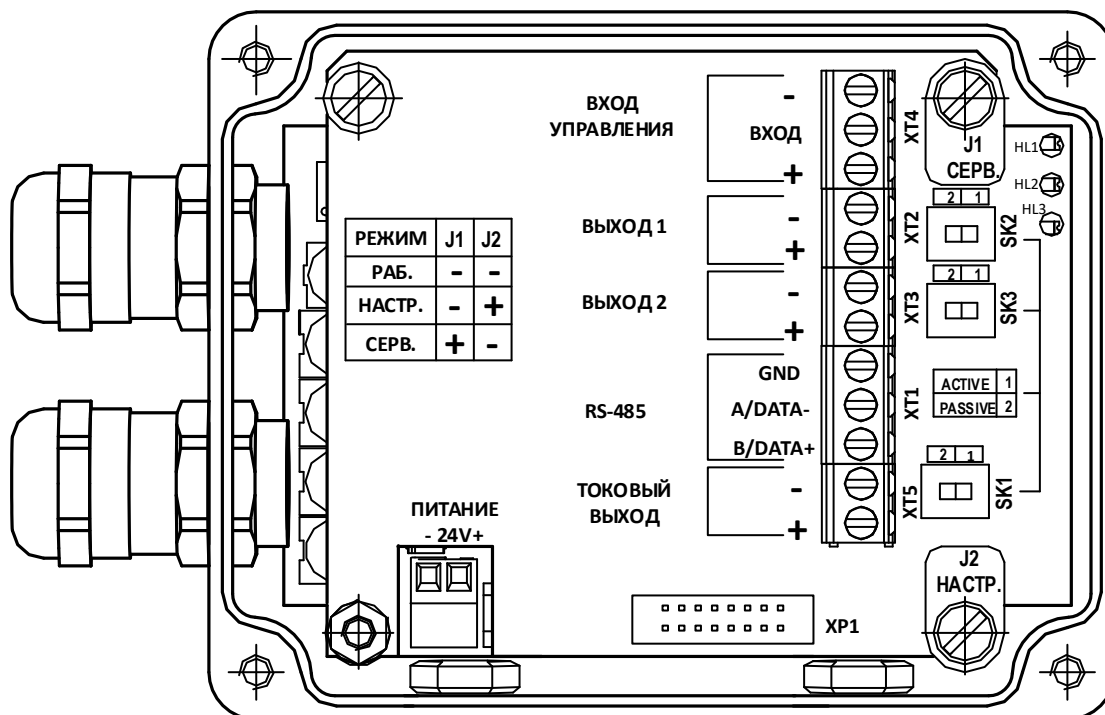 ВХОД
УПРАВЛЕНИЯ
-
ВХОД
+
XT4
J1
СЕРВ.
HL1
HL2
HL3
ВЫХОД 1
-
+
XT2
2 1
SK2
ВЫХОД 2
-
+
XT3
2 1
SK3
РЕЖИМ J1 J2
РАБ. - -
НАСТР. - +
СЕРВ. + -
RS-485
GND
A/DATA-
B/DATA+
XT1
ACTIVE 1
PASSIVE 2
ТОКОВЫЙ
ВЫХОД
-
+
XT5
2 1
SK1
ПИТАНИЕ
- 24V+
J2
НАСТР.
XP1